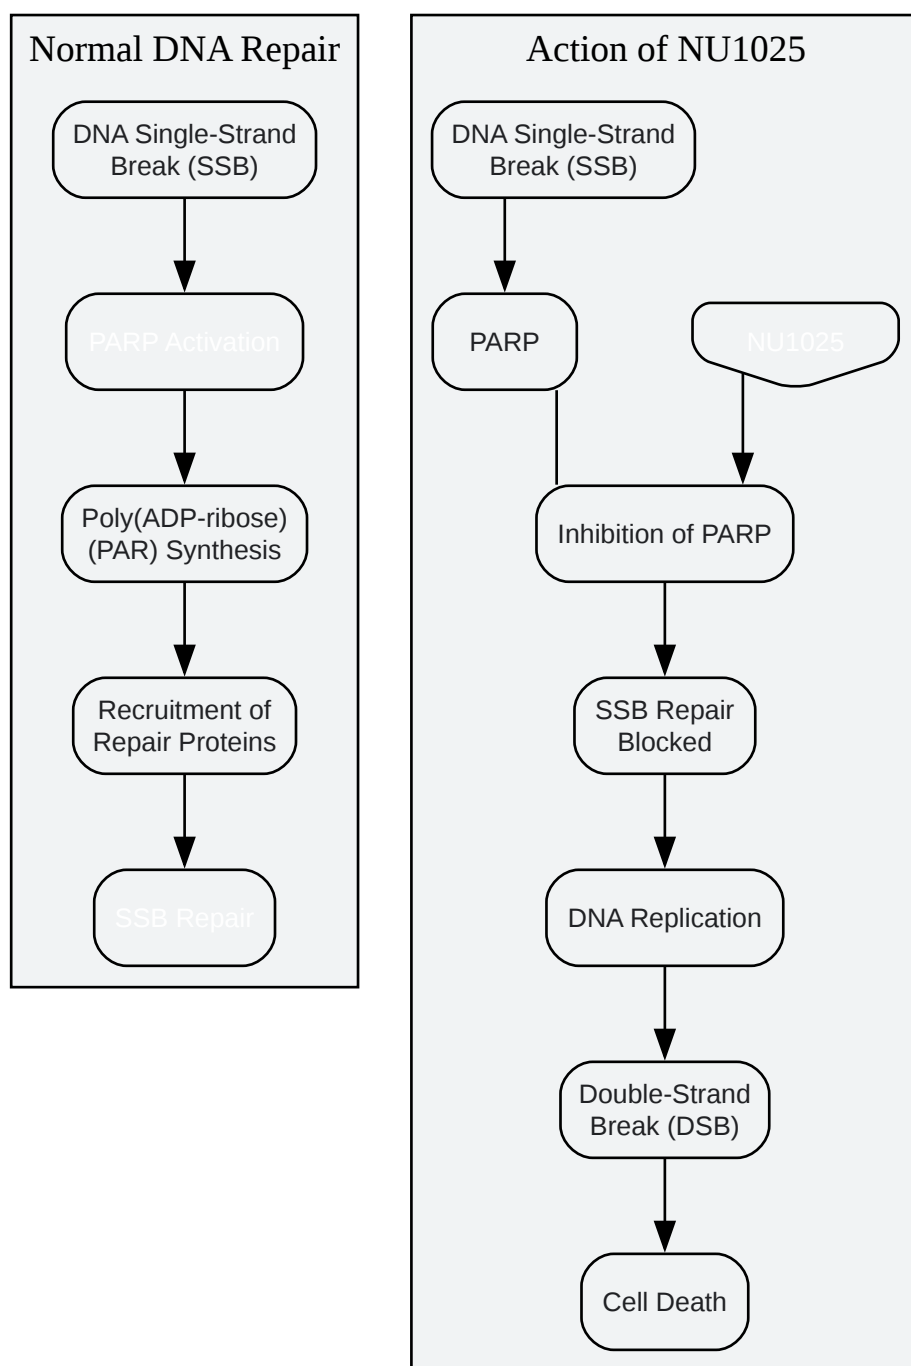 Normal DNA Repair
DNA Single-Strand
Break (SSB)
PARP Activation
Poly(ADP-ribose)
(PAR) Synthesis
Recruitment of
Repair Proteins
SSB Repair
Action of NU1025
DNA Single-Strand
Break (SSB)
PARP
NU1025
Inhibition of PARP
SSB Repair
Blocked
DNA Replication
Double-Strand
Break (DSB)
Cell Death